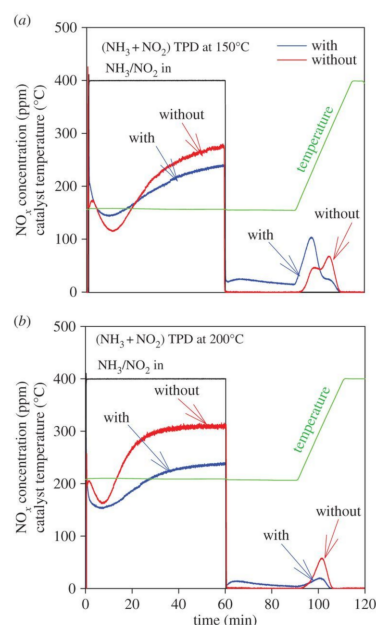 (a)
500
400
300
200
100
0
NOx concentration (ppm)
catalyst temperature (°C)
(NH3 + NO2) TPD at 150°C
NH3/NO2 in
with
without
without
with
temperature
with
without
(b)
500
400
300
200
100
0
NOx concentration (ppm)
catalyst temperature (°C)
(NH3 + NO2) TPD at 200°C
NH3/NO2 in
without
with
temperature
without
with
0 20 40 60 80 100 120
time (min)